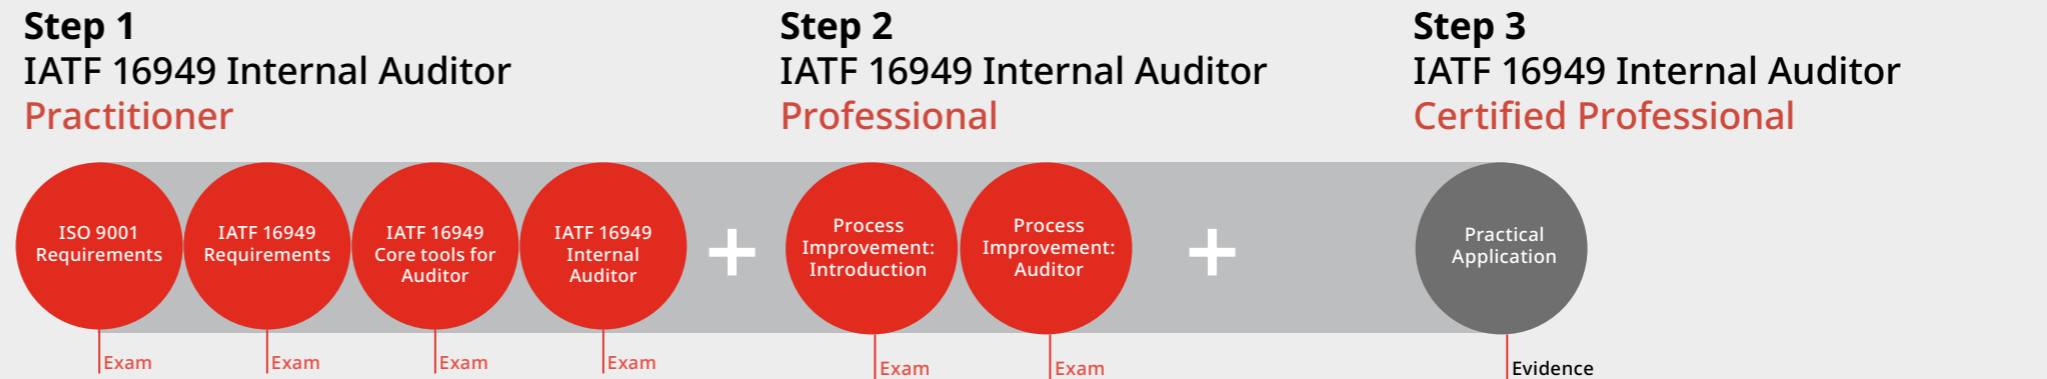 Step 1
IATF 16949 Internal Auditor
Practitioner
Step 2
IATF 16949 Internal Auditor
Professional
Step 3
IATF 16949 Internal Auditor
Certified Professional
ISO 9001
Requirements
IATF 16949
Requirements
IATF 16949
Core tools for
Auditor
IATF 16949
Internal
Auditor
+
Process
Improvement:
Introduction
Process
Improvement:
Auditor
+
Practical
Application
Exam
Exam
Exam
Exam
Exam
Exam
Evidence